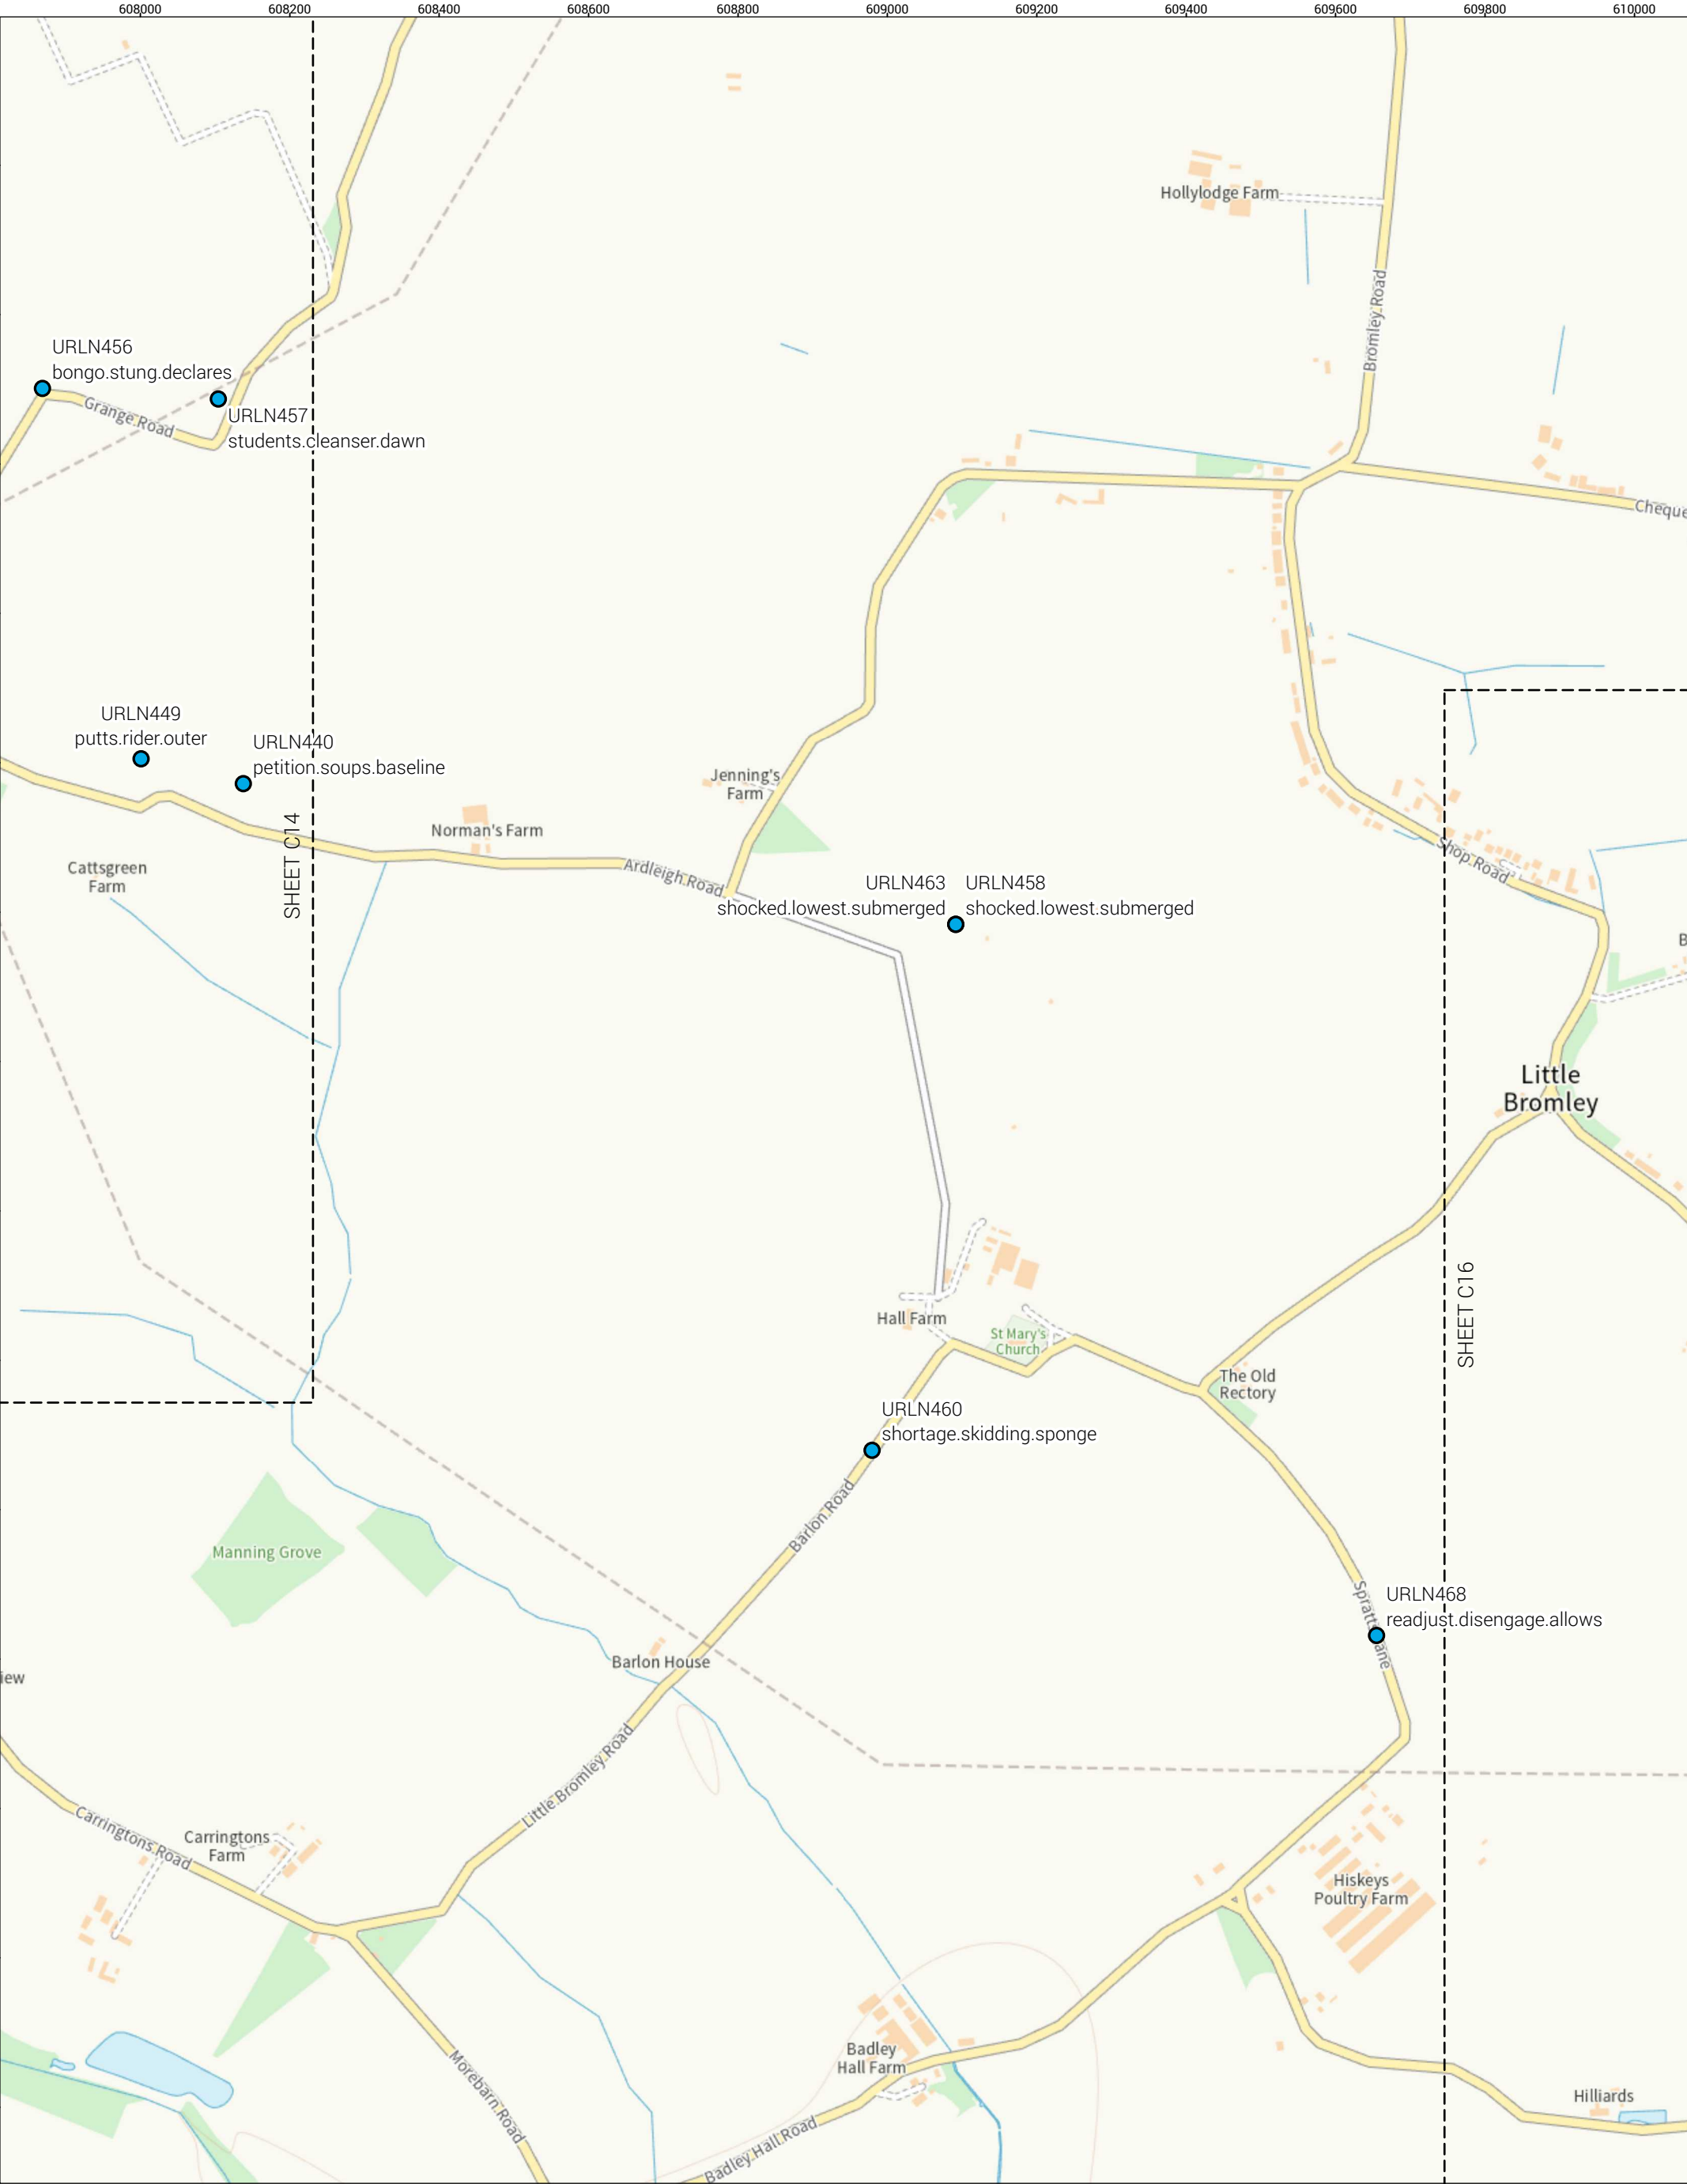 608000 608200 608400 608600 608800 609000 609200 609400 609600 609800 610000
Hollylodge Farm
Bromley Road
URLN456
bongo.stung.declares
Grange Road
URLN457
students.cleanser.dawn
Cheque
URLN449
putts.rider.outer
URLN440
petition.soups.baseline
Jenning's
Farm
Norman's Farm
SHEET C14
Cattsgreen
Farm
Ardleigh Road
Shop Road
URLN463
shocked.lowest.submerged
URLN458
shocked.lowest.submerged
B
Little
Bromley
SHEET C16
Hall Farm
St Mary's
Church
The Old
Rectory
URLN460
shortage.skidding.sponge
Barlon Road
Manning Grove
URLN468
readjust.disengage.allows
Spratts Lane
Barlon House
iew
Little Bromley Road
Carringtons Road
Carringtons
Farm
Hiskeys
Poultry Farm
Morebarn Road
Badley
Hall Farm
Badley Hall Road
Hilliards